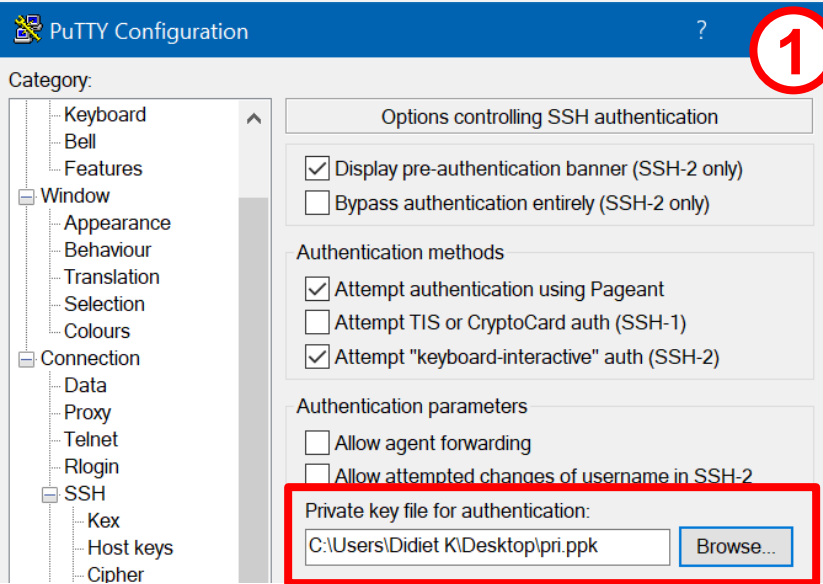 PuTTY Configuration
?
1
Category:
Keyboard
Bell
Features
Window
Appearance
Behaviour
Translation
Selection
Colours
Connection
Data
Proxy
Telnet
Rlogin
SSH
Kex
Host keys
Cipher
Options controlling SSH authentication
Display pre-authentication banner (SSH-2 only)
Bypass authentication entirely (SSH-2 only)
Authentication methods
Attempt authentication using Pageant
Attempt TIS or CryptoCard auth (SSH-1)
Attempt "keyboard-interactive" auth (SSH-2)
Authentication parameters
Allow agent forwarding
Allow attempted changes of username in SSH-2
Private key file for authentication:
C:\Users\Didiet K\Desktop\pri.ppk
Browse...